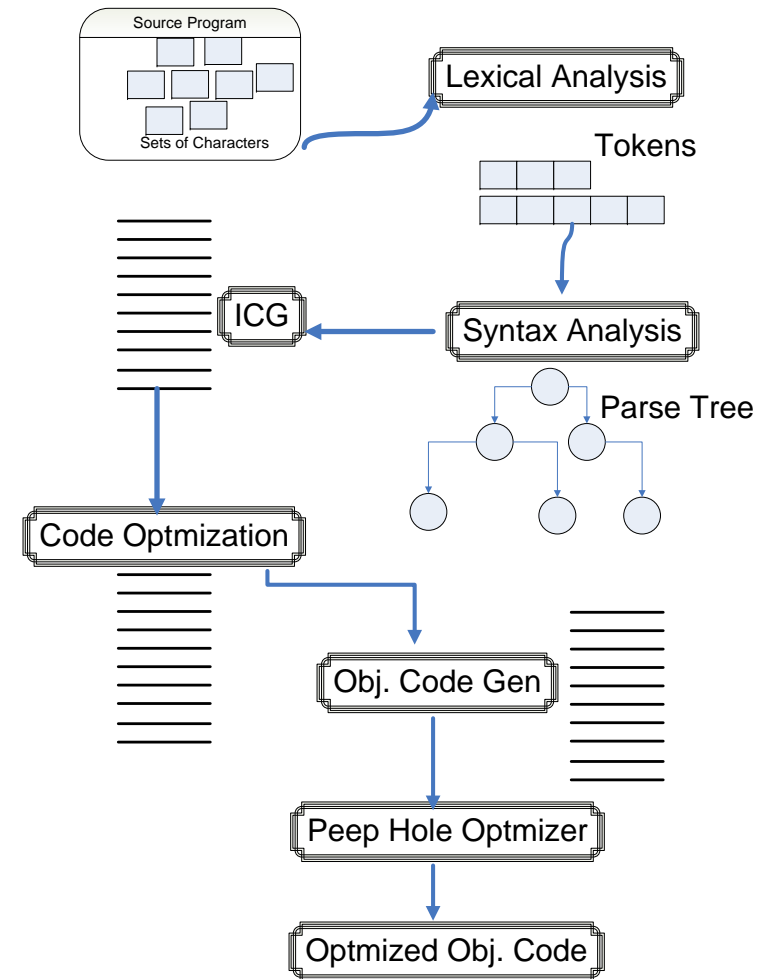 Source Program
Sets of Characters
Lexical Analysis
Tokens
ICG
Syntax Analysis
Parse Tree
Code Optmization
Obj. Code Gen
Peep Hole Optmizer
Optmized Obj. Code